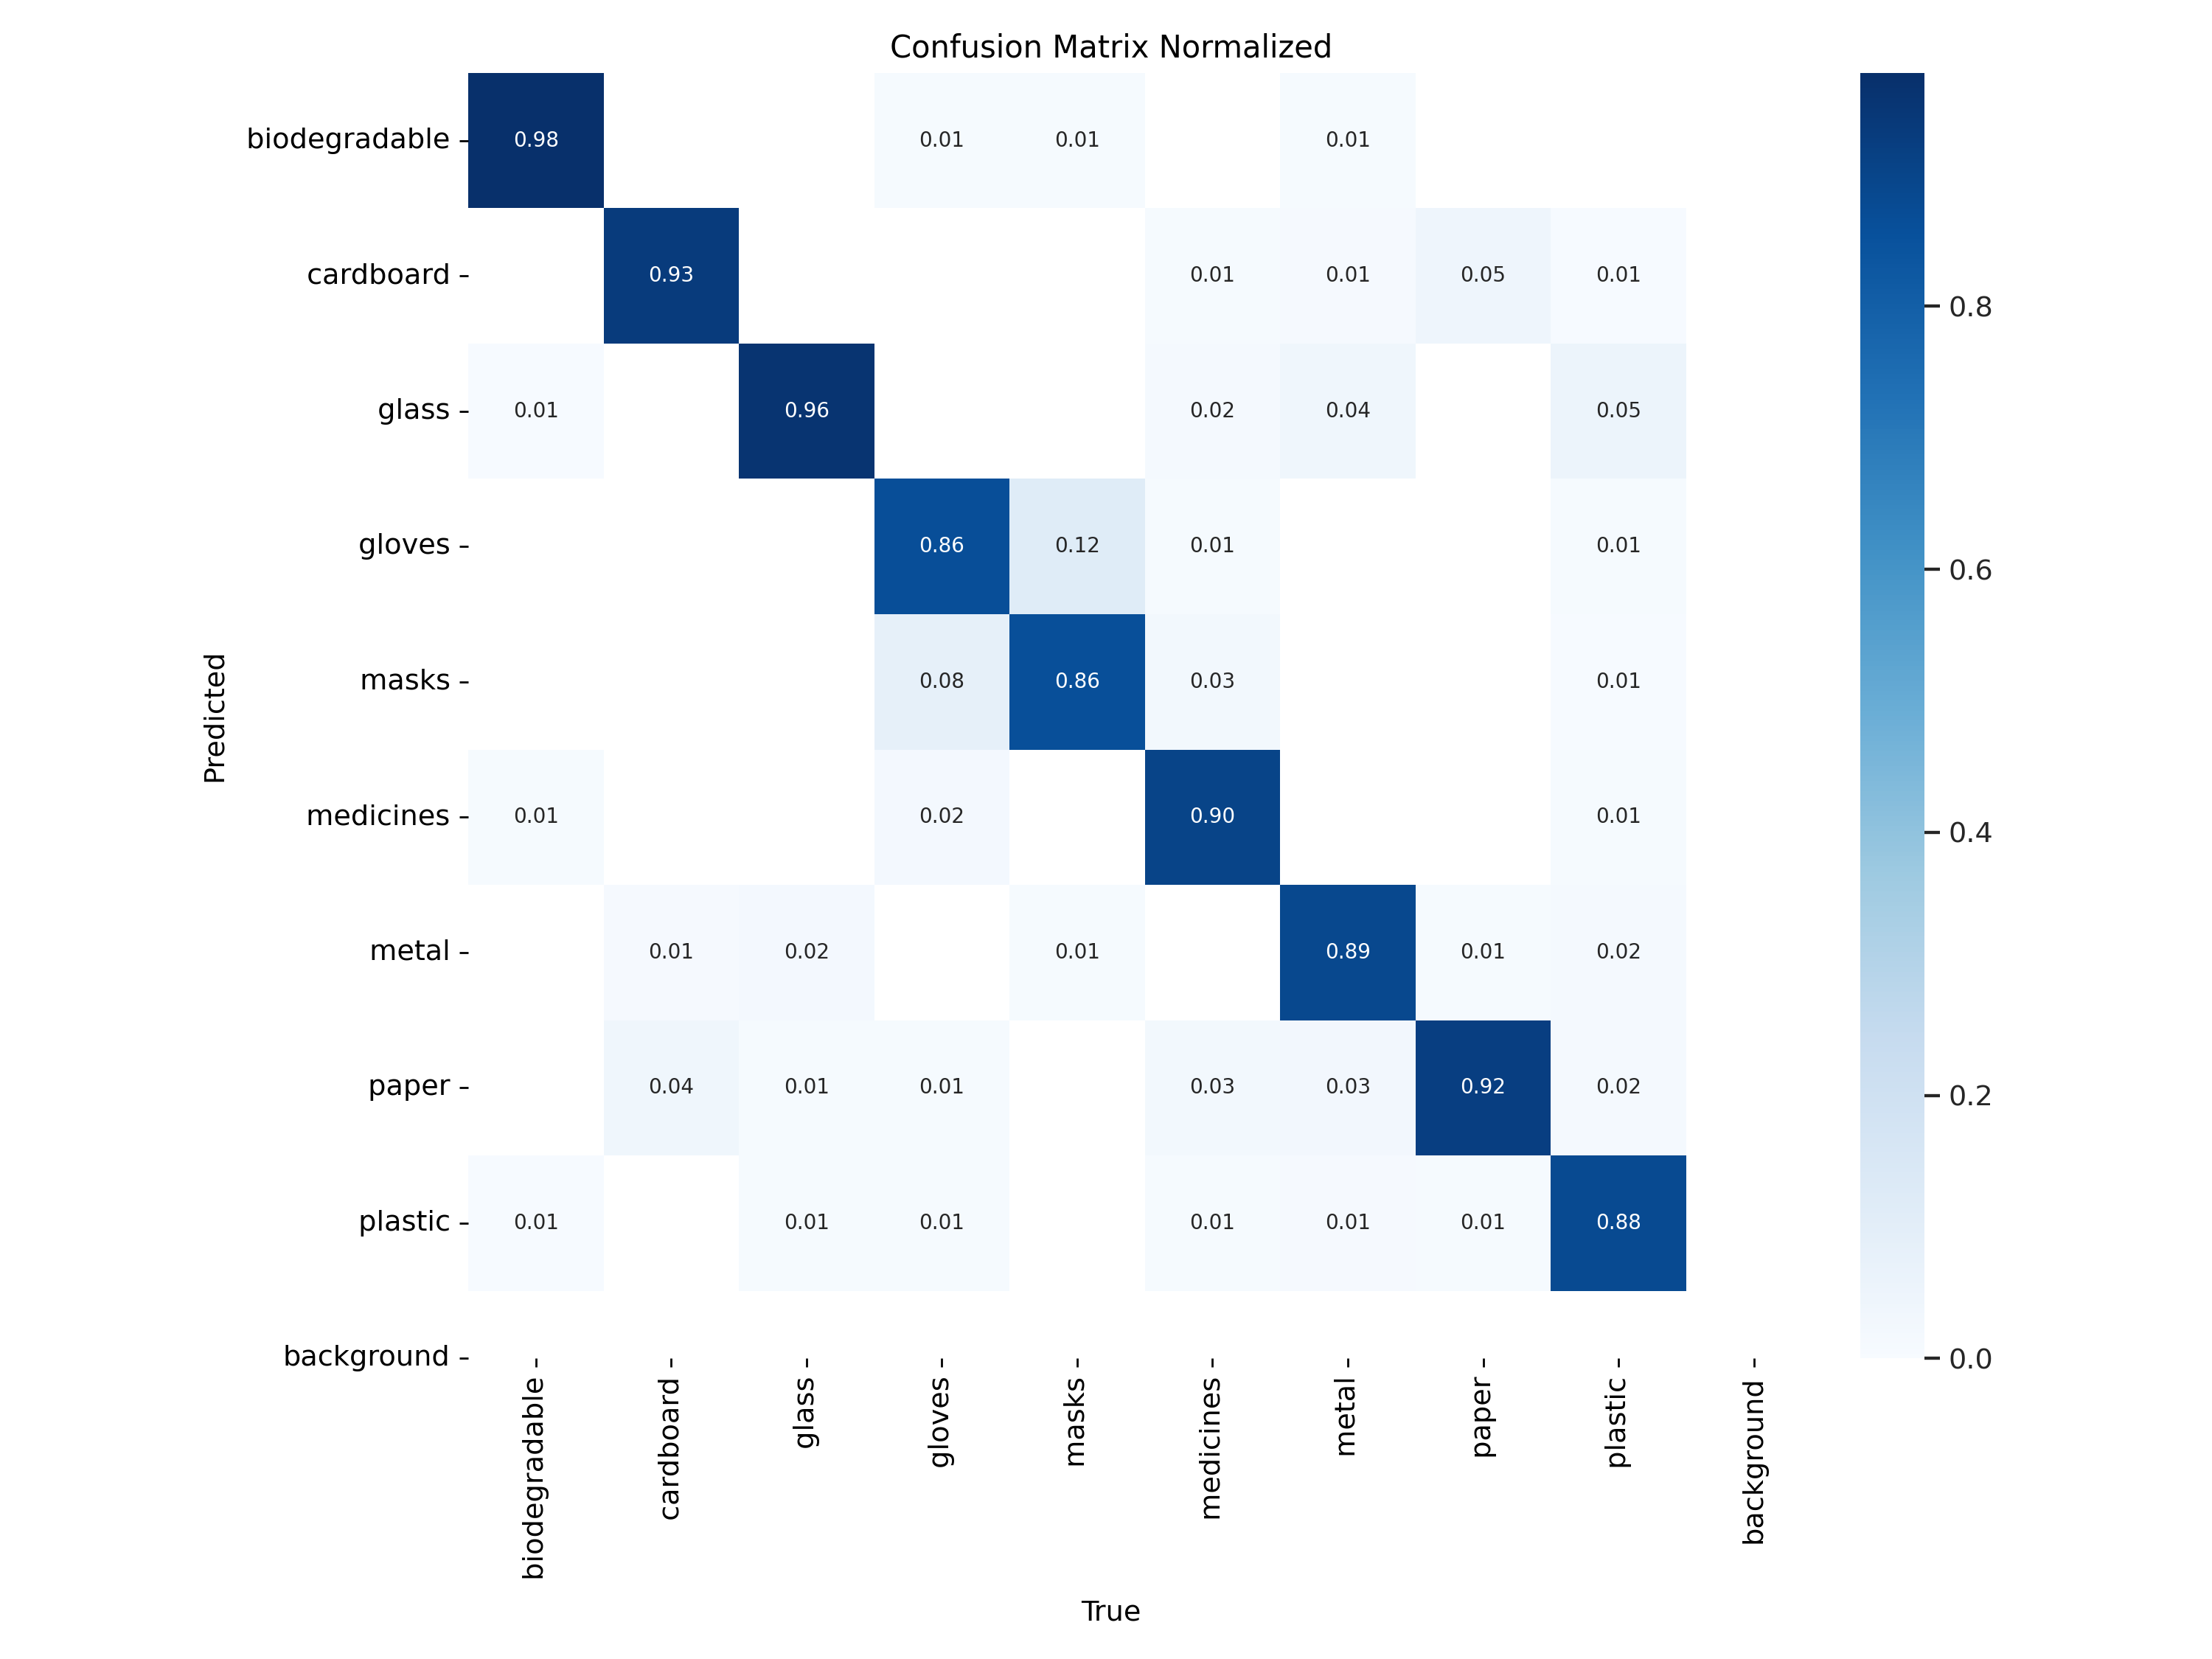 Confusion Matrix Normalized
biodegradable 0.98 0.01 0.01 0.01
cardboard 0.93 0.01 0.01 0.05 0.01
glass 0.01 0.96 0.02 0.04 0.05
gloves 0.86 0.12 0.01 0.01
masks 0.08 0.86 0.03 0.01
medicines 0.01 0.02 0.90 0.01
metal 0.01 0.02 0.01 0.89 0.01 0.02
paper 0.04 0.01 0.01 0.03 0.03 0.92 0.02
plastic 0.01 0.01 0.01 0.01 0.01 0.01 0.88
background
Predicted
biodegradable
cardboard
glass
gloves
masks
medicines
metal
paper
plastic
background
True
0.8
0.6
0.4
0.2
0.0